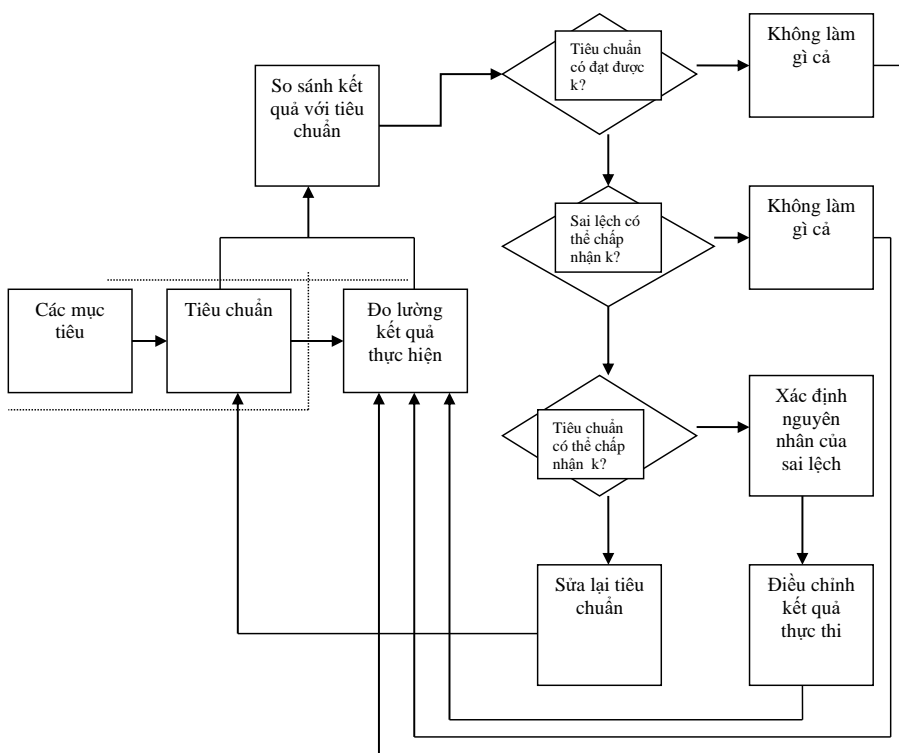 Tiêu chuẩn
có đạt được
k?
Không làm
gì cả
So sánh kết
quả với tiêu
chuẩn
Sai lệch có
thể chấp
nhận k?
Không làm
gì cả
Các mục
tiêu
Tiêu chuẩn
Đo lường
kết quả
thực hiện
Tiêu chuẩn
có thể chấp
nhận k?
Xác định
nguyên
nhân của
sai lệch
Sửa lại tiêu
chuẩn
Điều chỉnh
kết quả
thực thi